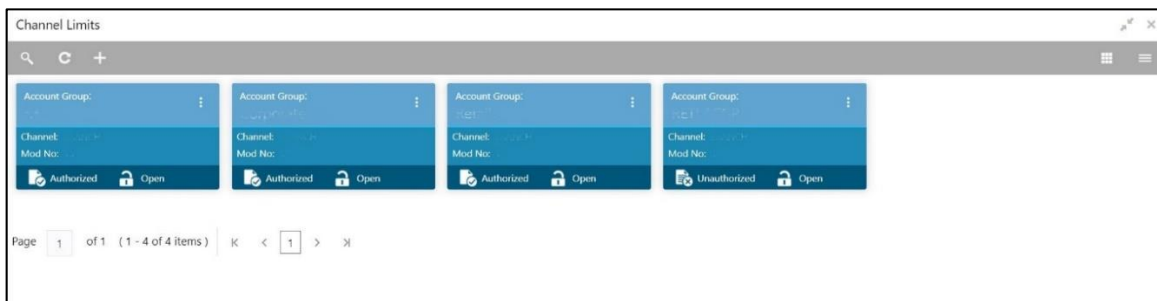 Channel Limits
Account Group: Account Group: Account Group: Account Group:
Channel: Channel: Channel: Channel:
Mod No: Mod No: Mod No: Mod No:
Authorized Open Authorized Open Authorized Open Unauthorized Open
Page 1 of 1 ( 1 - 4 of 4 items ) 1